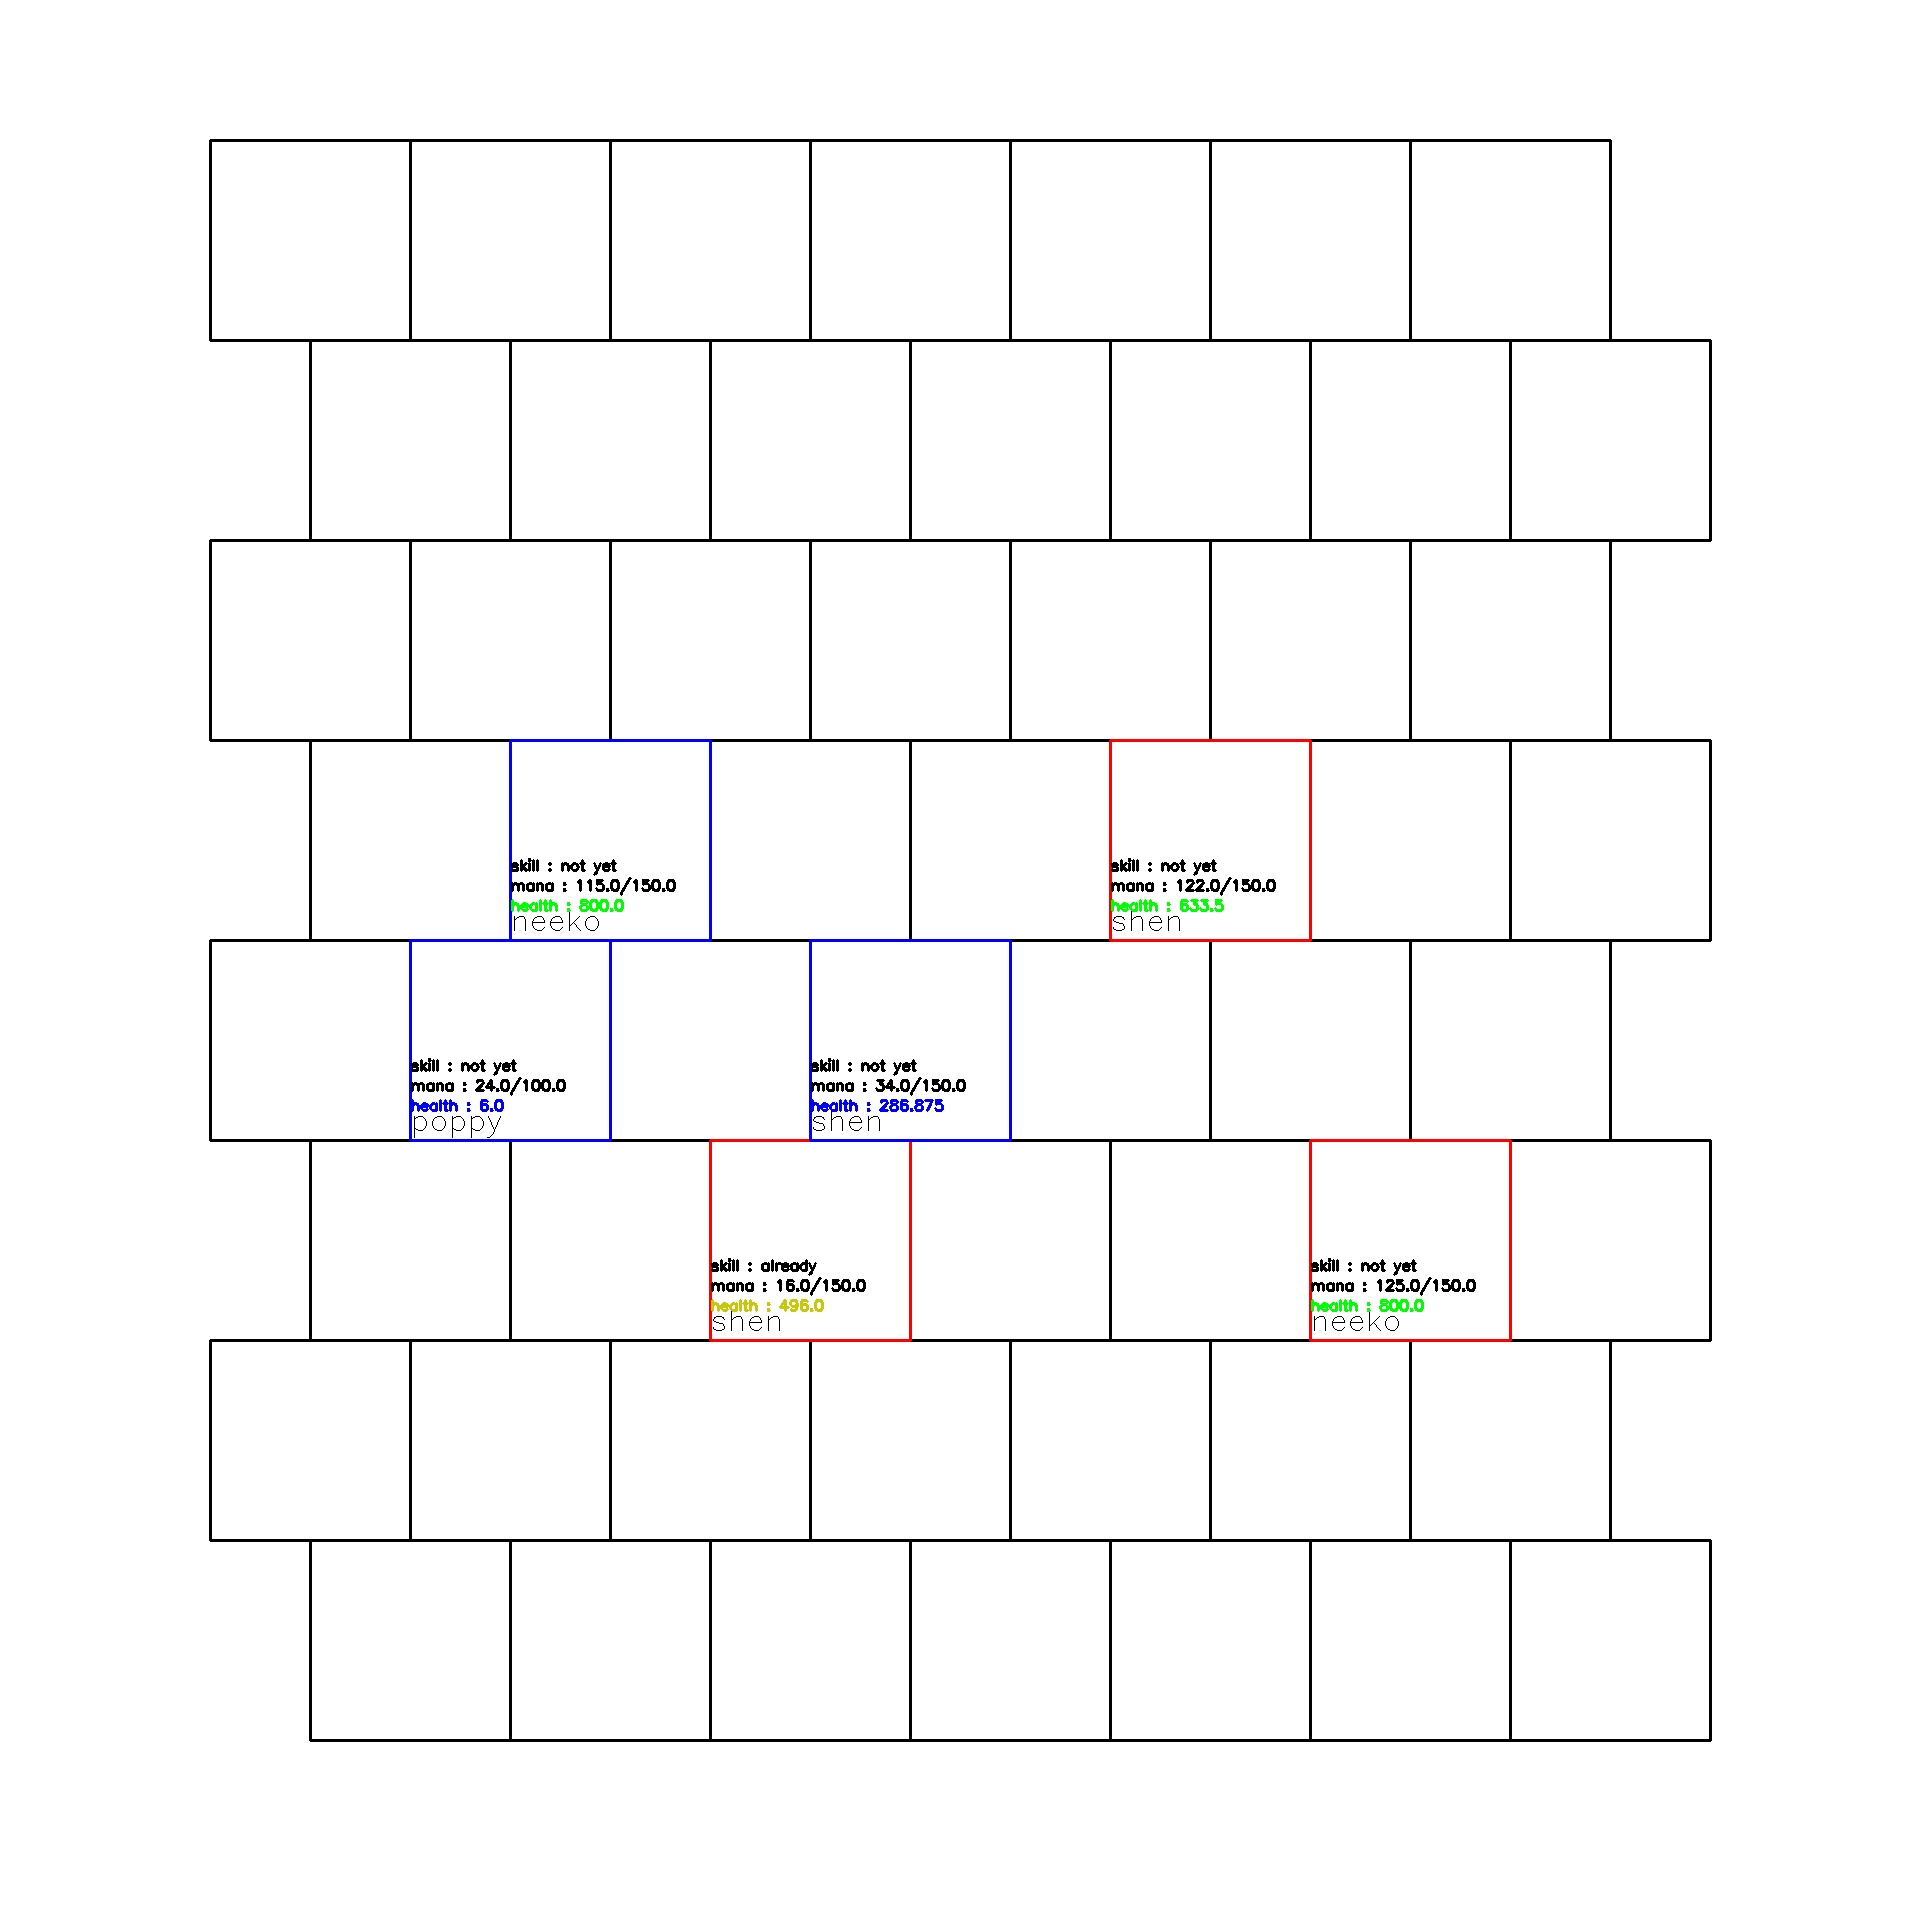 skill : not yet
mana : 115.0/150.0
health : 800.0
neeko
skill : not yet
mana : 122.0/150.0
health : 633.5
shen
skill : not yet
mana : 24.0/100.0
health : 6.0
poppy
skill : not yet
mana : 34.0/150.0
health : 286.875
shen
skill : already
mana : 16.0/150.0
health : 496.0
shen
skill : not yet
mana : 125.0/150.0
health : 800.0
neeko